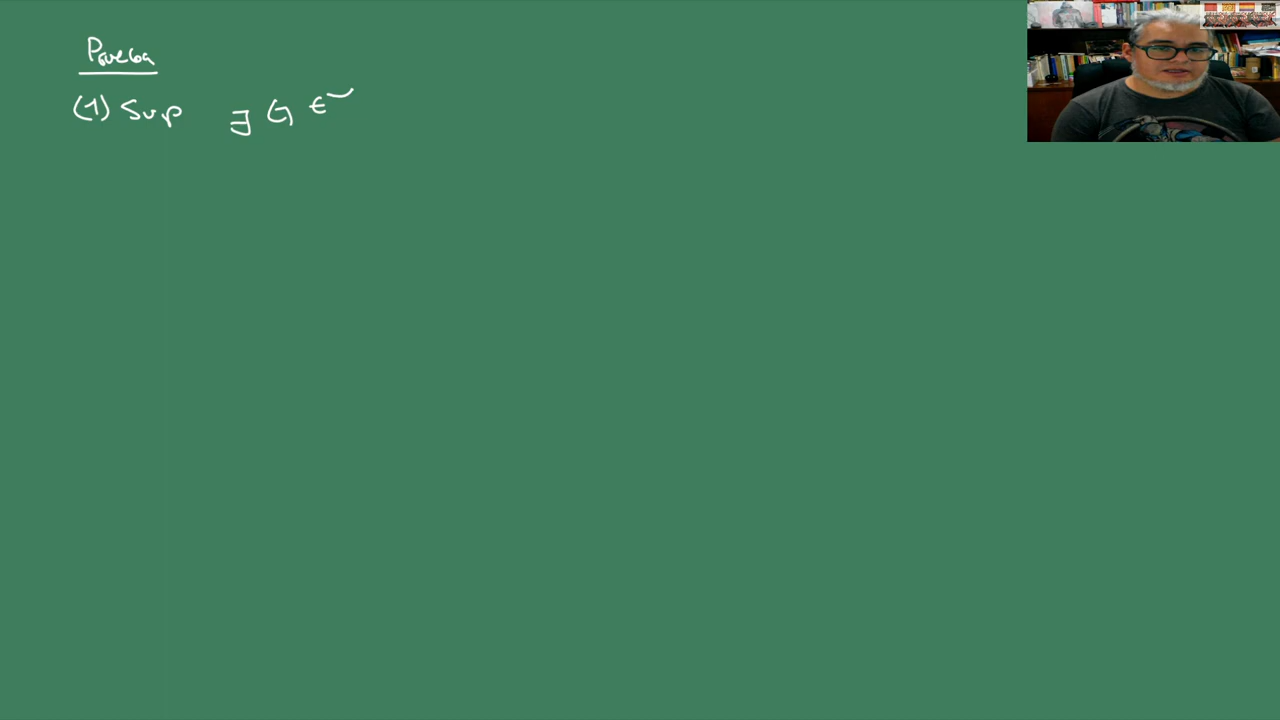 Prueba
(1) Sup ∃ G ∈